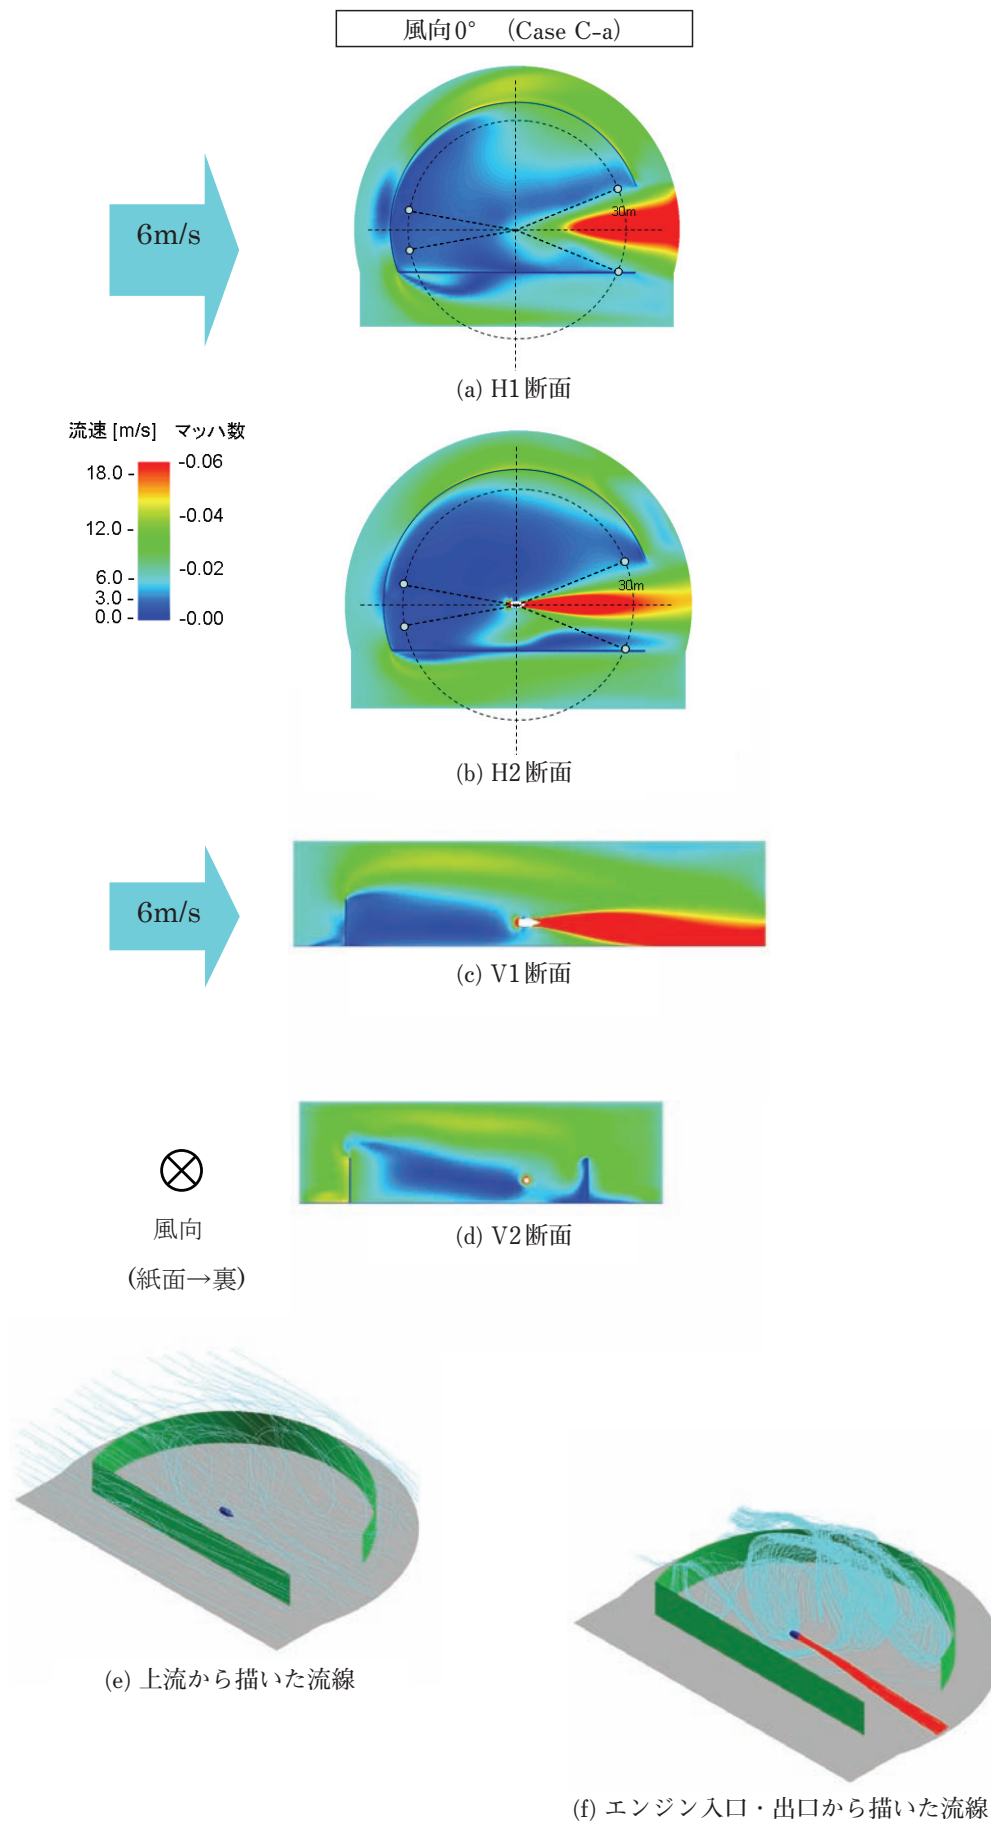 風向0° (Case C-a)
6m/s
30m
(a) H1断面
流速 [m/s] マッハ数
18.0 -
12.0 -
6.0 -
3.0 -
0.0 -
-0.06
-0.04
-0.02
-0.00
30m
(b) H2断面
6m/s
(c) V1断面
風向
(紙面→裏)
(d) V2断面
(e) 上流から描いた流線
(f) エンジン入口・出口から描いた流線